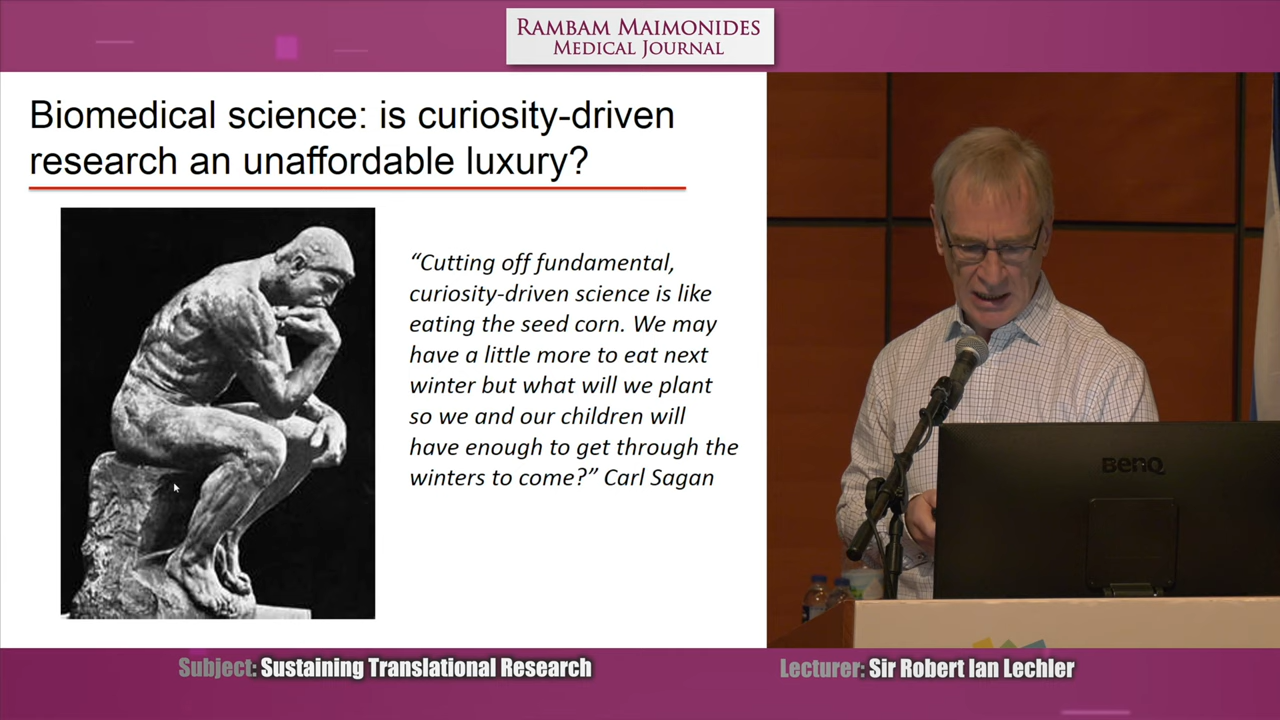 RAMBAM MAIMONIDES
MEDICAL JOURNAL
Biomedical science: is curiosity-driven
research an unaffordable luxury?
“Cutting off fundamental,
curiosity-driven science is like
eating the seed corn. We may
have a little more to eat next
winter but what will we plant
so we and our children will
have enough to get through the
winters to come?” Carl Sagan
BenQ
Subject: Sustaining Translational Research
Lecturer: Sir Robert Ian Lechler